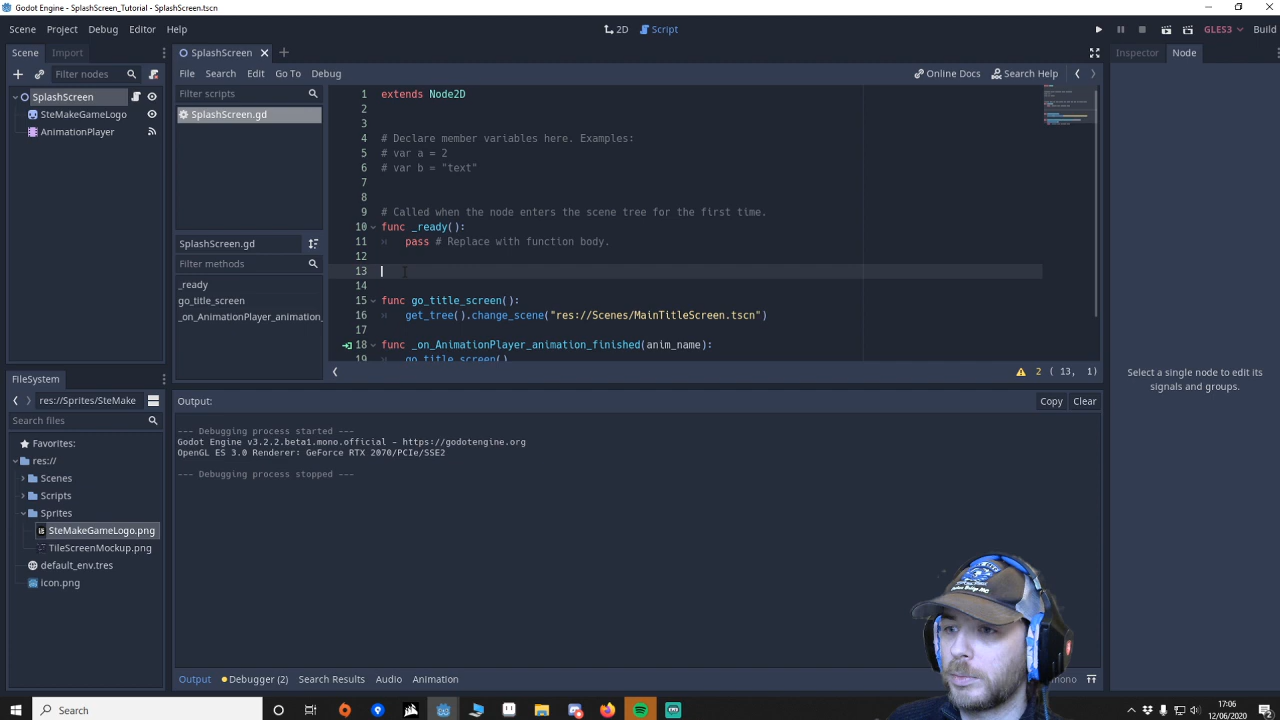 Godot Engine - SplashScreen_Tutorial - SplashScreen.tscn
Scene Project Debug Editor Help
2D Script
GLES3 Build
Scene Import
Filter nodes
SplashScreen
SteMakeGameLogo
AnimationPlayer
SplashScreen
File Search Edit Go To Debug
Online Docs Search Help
Filter scripts
SplashScreen.gd
SplashScreen.gd
Filter methods
_ready
go_title_screen
_on_AnimationPlayer_animation_
1 extends Node2D
2
3
4 # Declare member variables here. Examples:
5 # var a = 2
6 # var b = "text"
7
8
9 # Called when the node enters the scene tree for the first time.
10 func _ready():
11 pass # Replace with function body.
12
13
14
15 func go_title_screen():
16 get_tree().change_scene("res://Scenes/MainTitleScreen.tscn")
17
18 func _on_AnimationPlayer_animation_finished(anim_name):
19 go_title_screen()
2 ( 13, 1)
Inspector Node
Select a single node to edit its
signals and groups.
FileSystem
res://Sprites/SteMake
Search files
Favorites:
res://
Scenes
Scripts
Sprites
SteMakeGameLogo.png
TileScreenMockup.png
default_env.tres
icon.png
Output:
Copy Clear
--- Debugging process started ---
Godot Engine v3.2.2.beta1.mono.official - https://godotengine.org
OpenGL ES 3.0 Renderer: GeForce RTX 2070/PCIe/SSE2
--- Debugging process stopped ---
Output Debugger (2) Search Results Audio Animation
mono
Search
17:06
12/06/2020